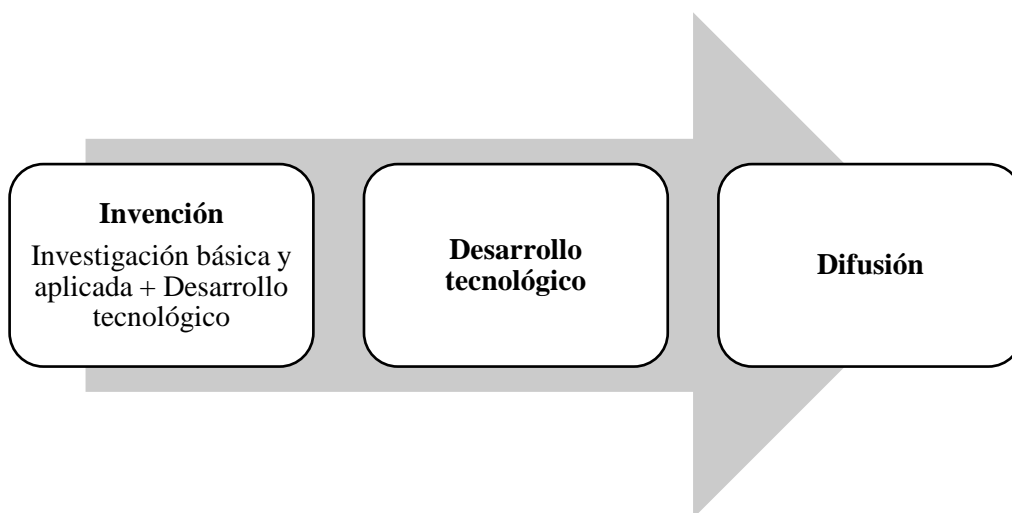 Invención
Investigación básica y
aplicada + Desarrollo
tecnológico
Desarrollo
tecnológico
Difusión